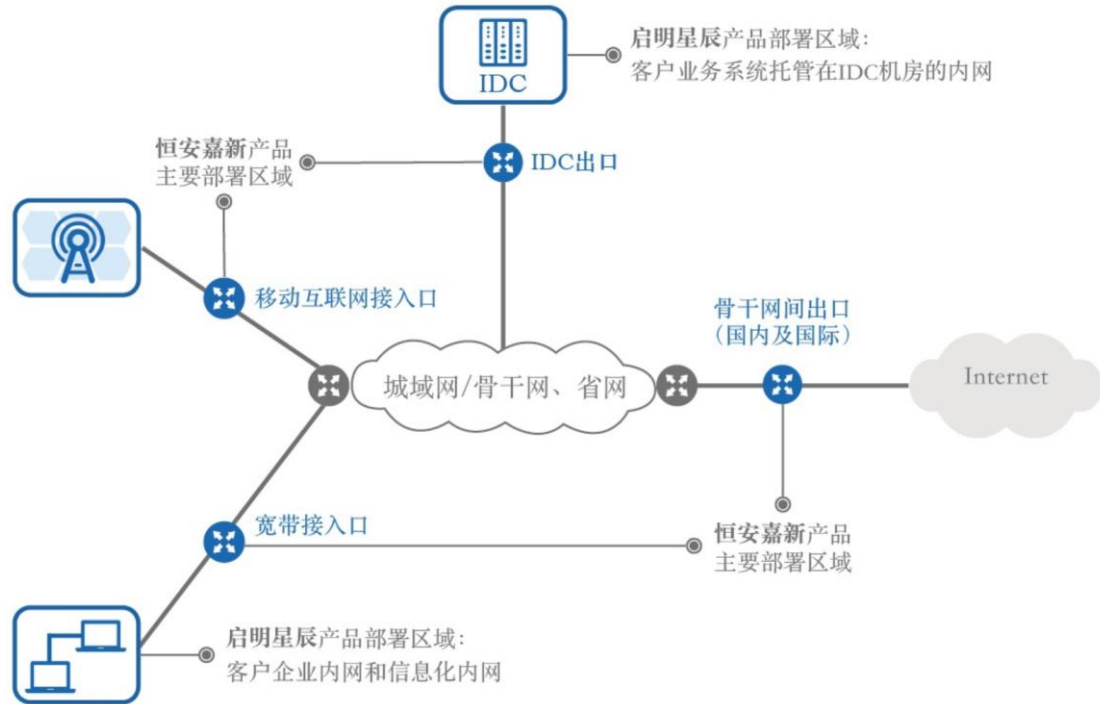 启明星辰产品部署区域:
客户业务系统托管在IDC机房的内网
IDC
恒安嘉新产品
主要部署区域
IDC出口
移动互联网接入口
骨干网间出口
（国内及国际）
城域网/骨干网、省网
Internet
宽带接入口
恒安嘉新产品
主要部署区域
启明星辰产品部署区域:
客户企业内网和信息化内网